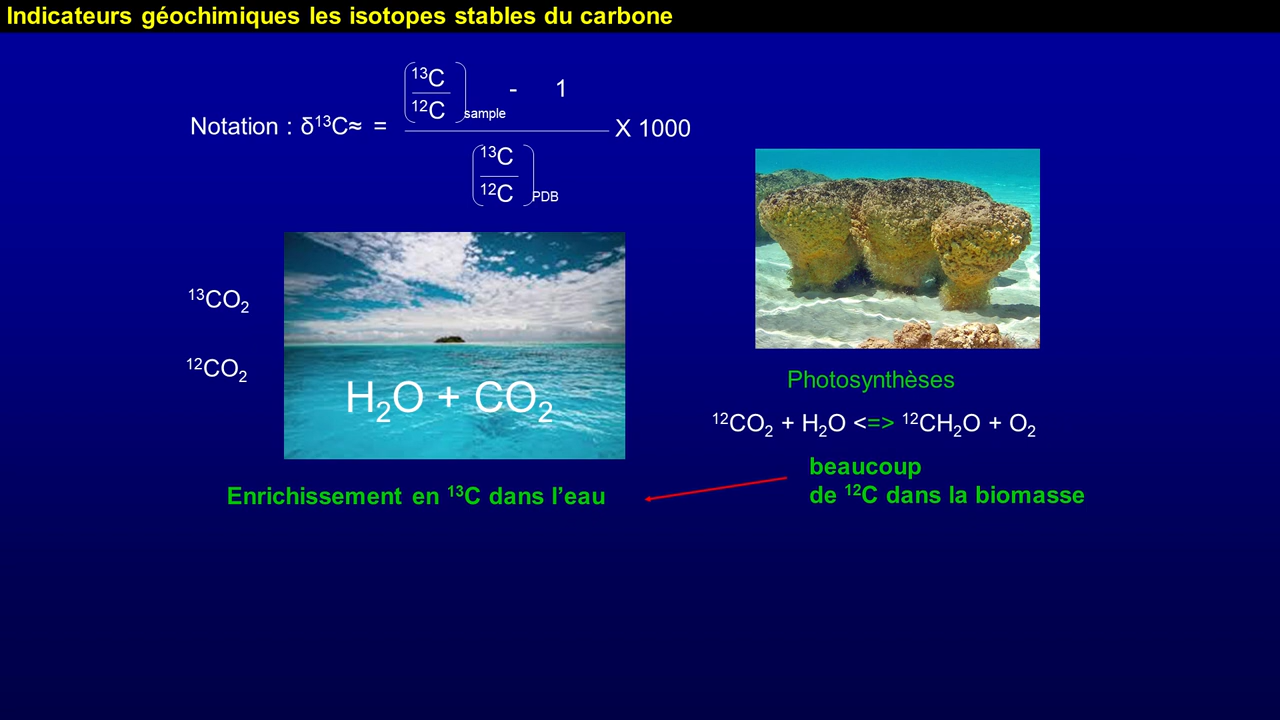 Indicateurs géochimiques les isotopes stables du carbone
¹³C
¹²C
sample
- 1
Notation : δ¹³C≈ =
X 1000
¹³C
¹²C
PDB
¹³CO₂
¹²CO₂
H₂O + CO₂
Photosynthèses
¹²CO₂ + H₂O <=> ¹²CH₂O + O₂
beaucoup
de ¹²C dans la biomasse
Enrichissement en ¹³C dans l’eau